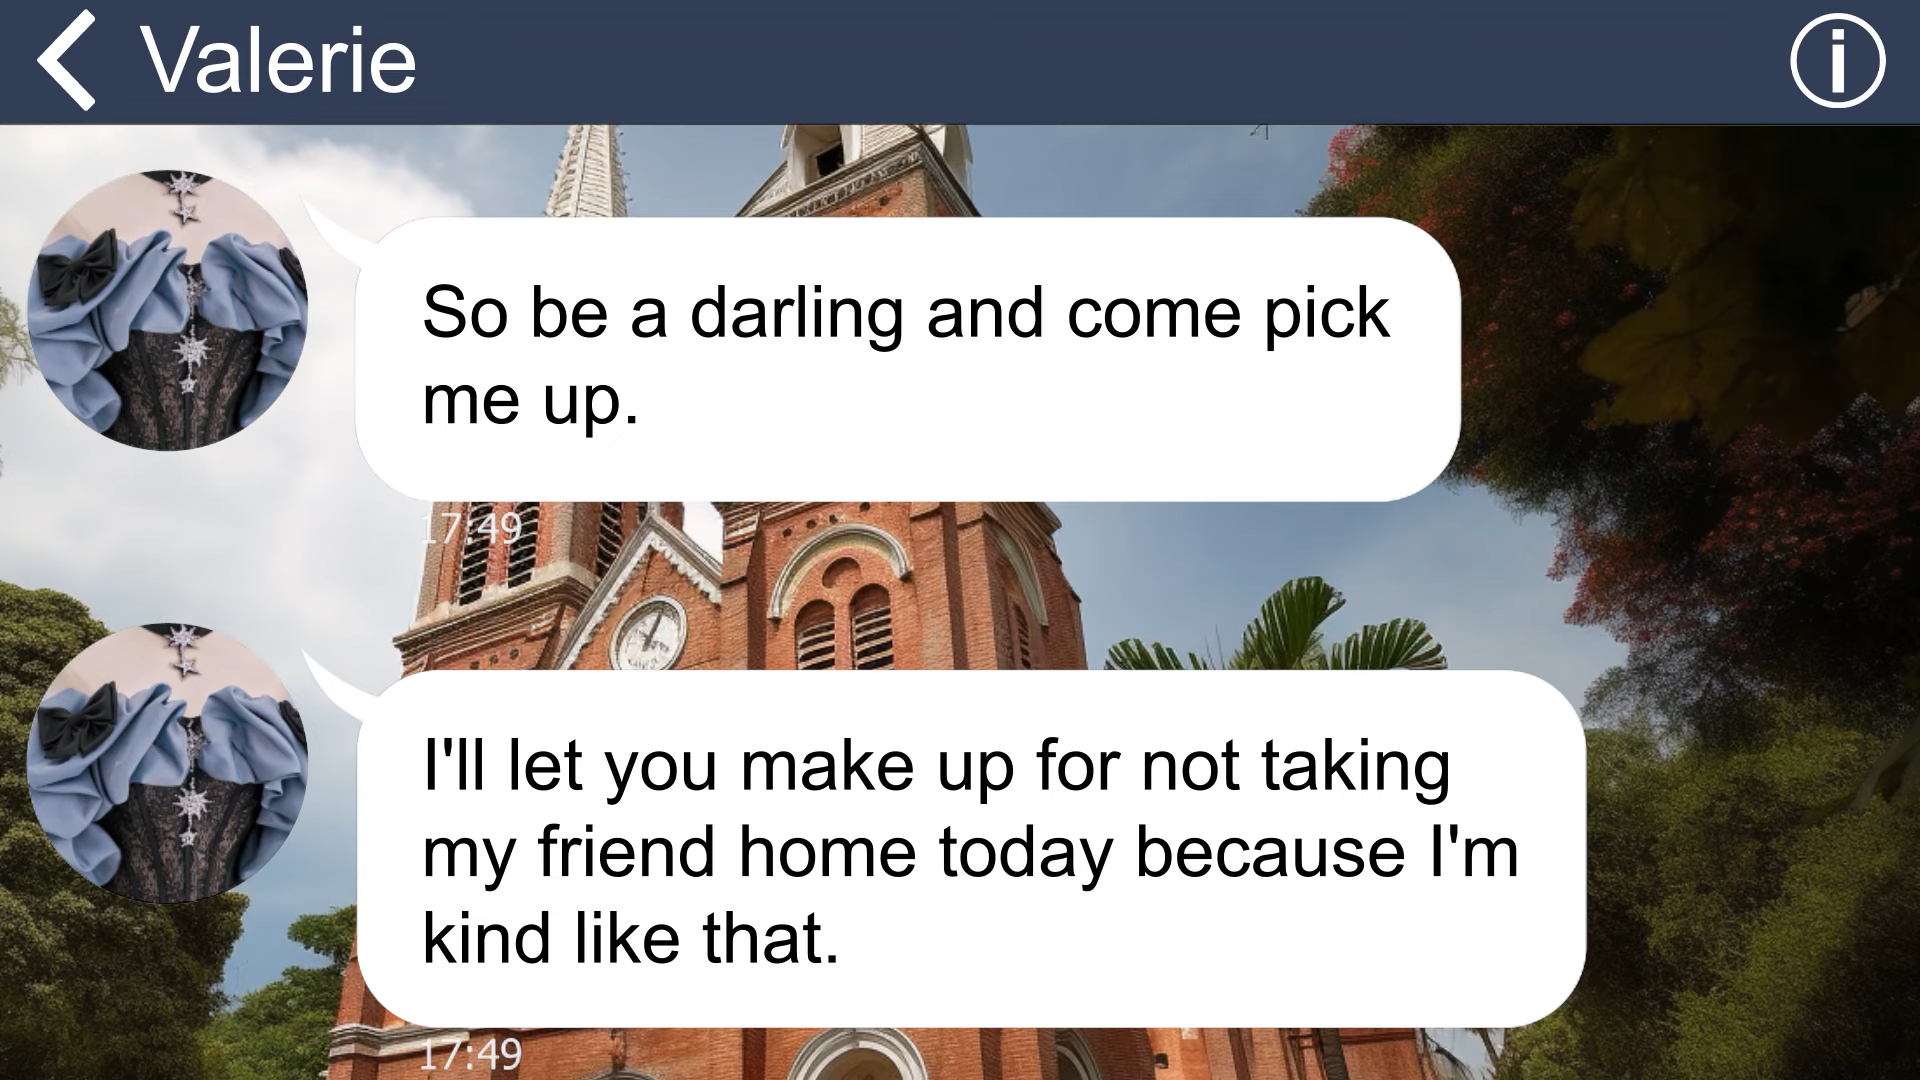 Valerie
So be a darling and come pick
me up.
17:49
I'll let you make up for not taking
my friend home today because I'm
kind like that.
17:49